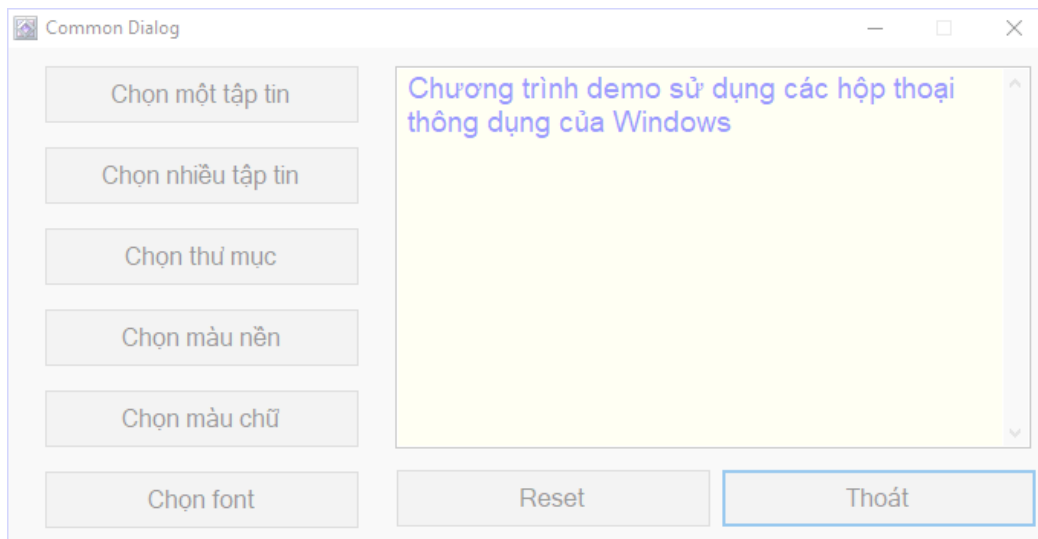 Common Dialog
Chọn một tập tin
Chọn nhiều tập tin
Chọn thư mục
Chọn màu nền
Chọn màu chữ
Chọn font
Chương trình demo sử dụng các hộp thoại
thông dụng của Windows
Reset
Thoát